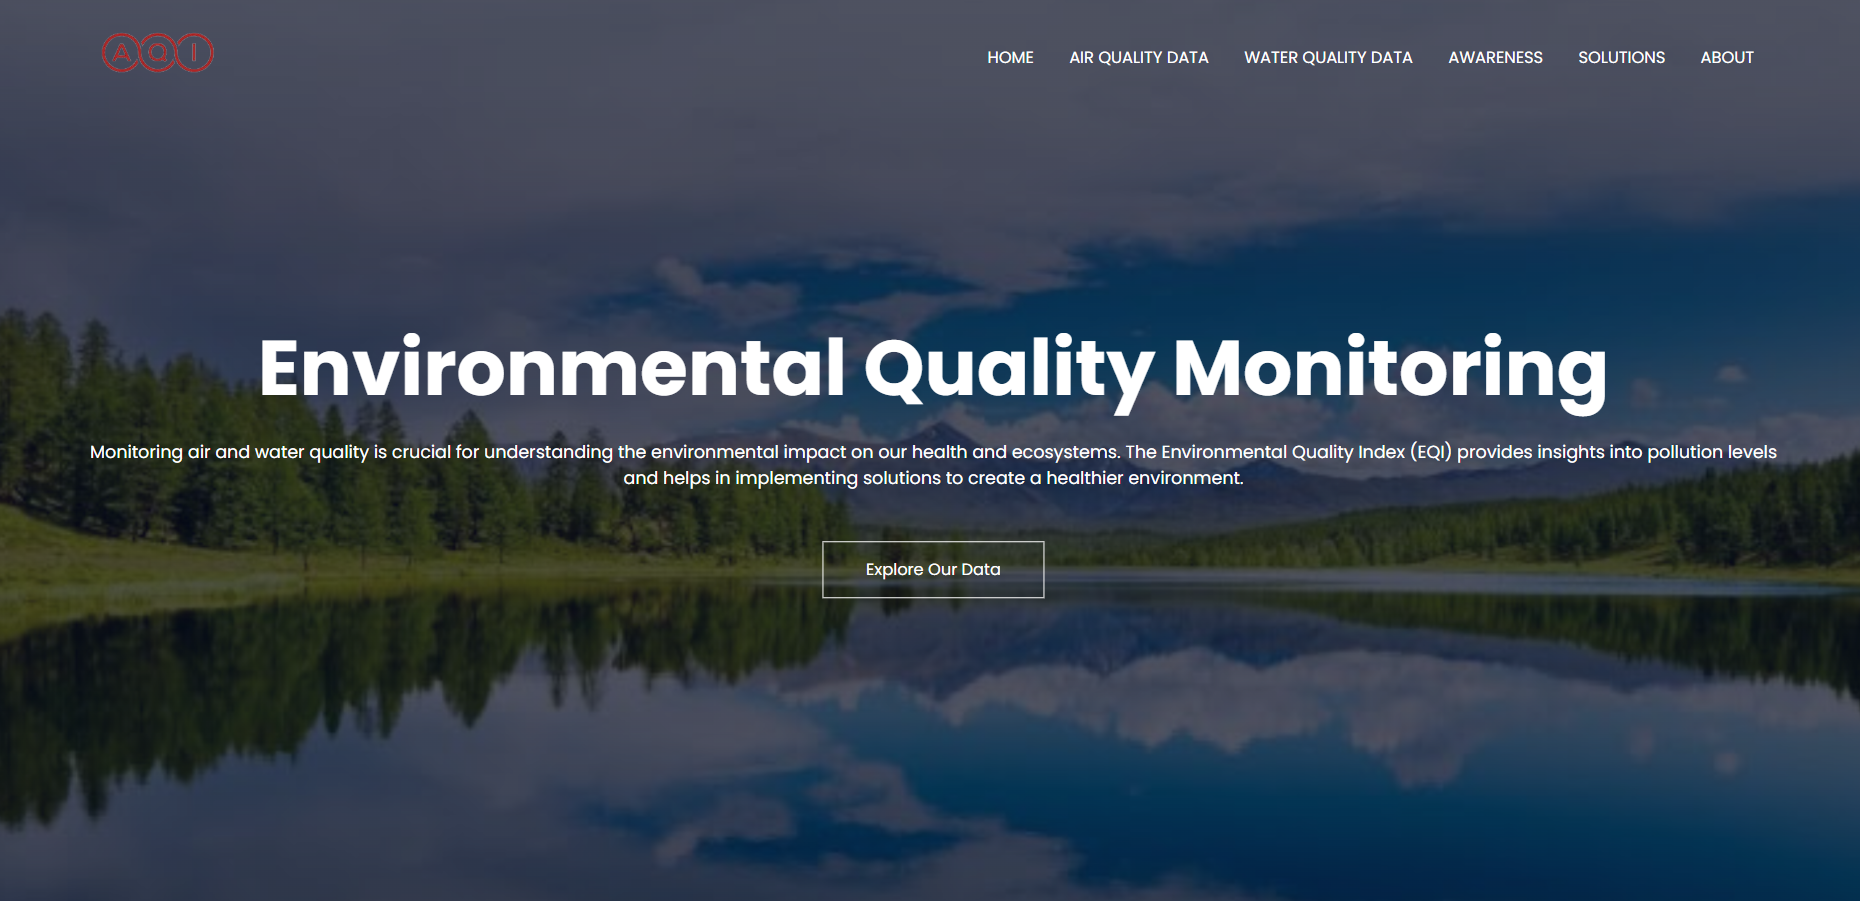 AQI
HOME AIR QUALITY DATA WATER QUALITY DATA AWARENESS SOLUTIONS ABOUT
Environmental Quality Monitoring
Monitoring air and water quality is crucial for understanding the environmental impact on our health and ecosystems. The Environmental Quality Index (EQI) provides insights into pollution levels
and helps in implementing solutions to create a healthier environment.
Explore Our Data